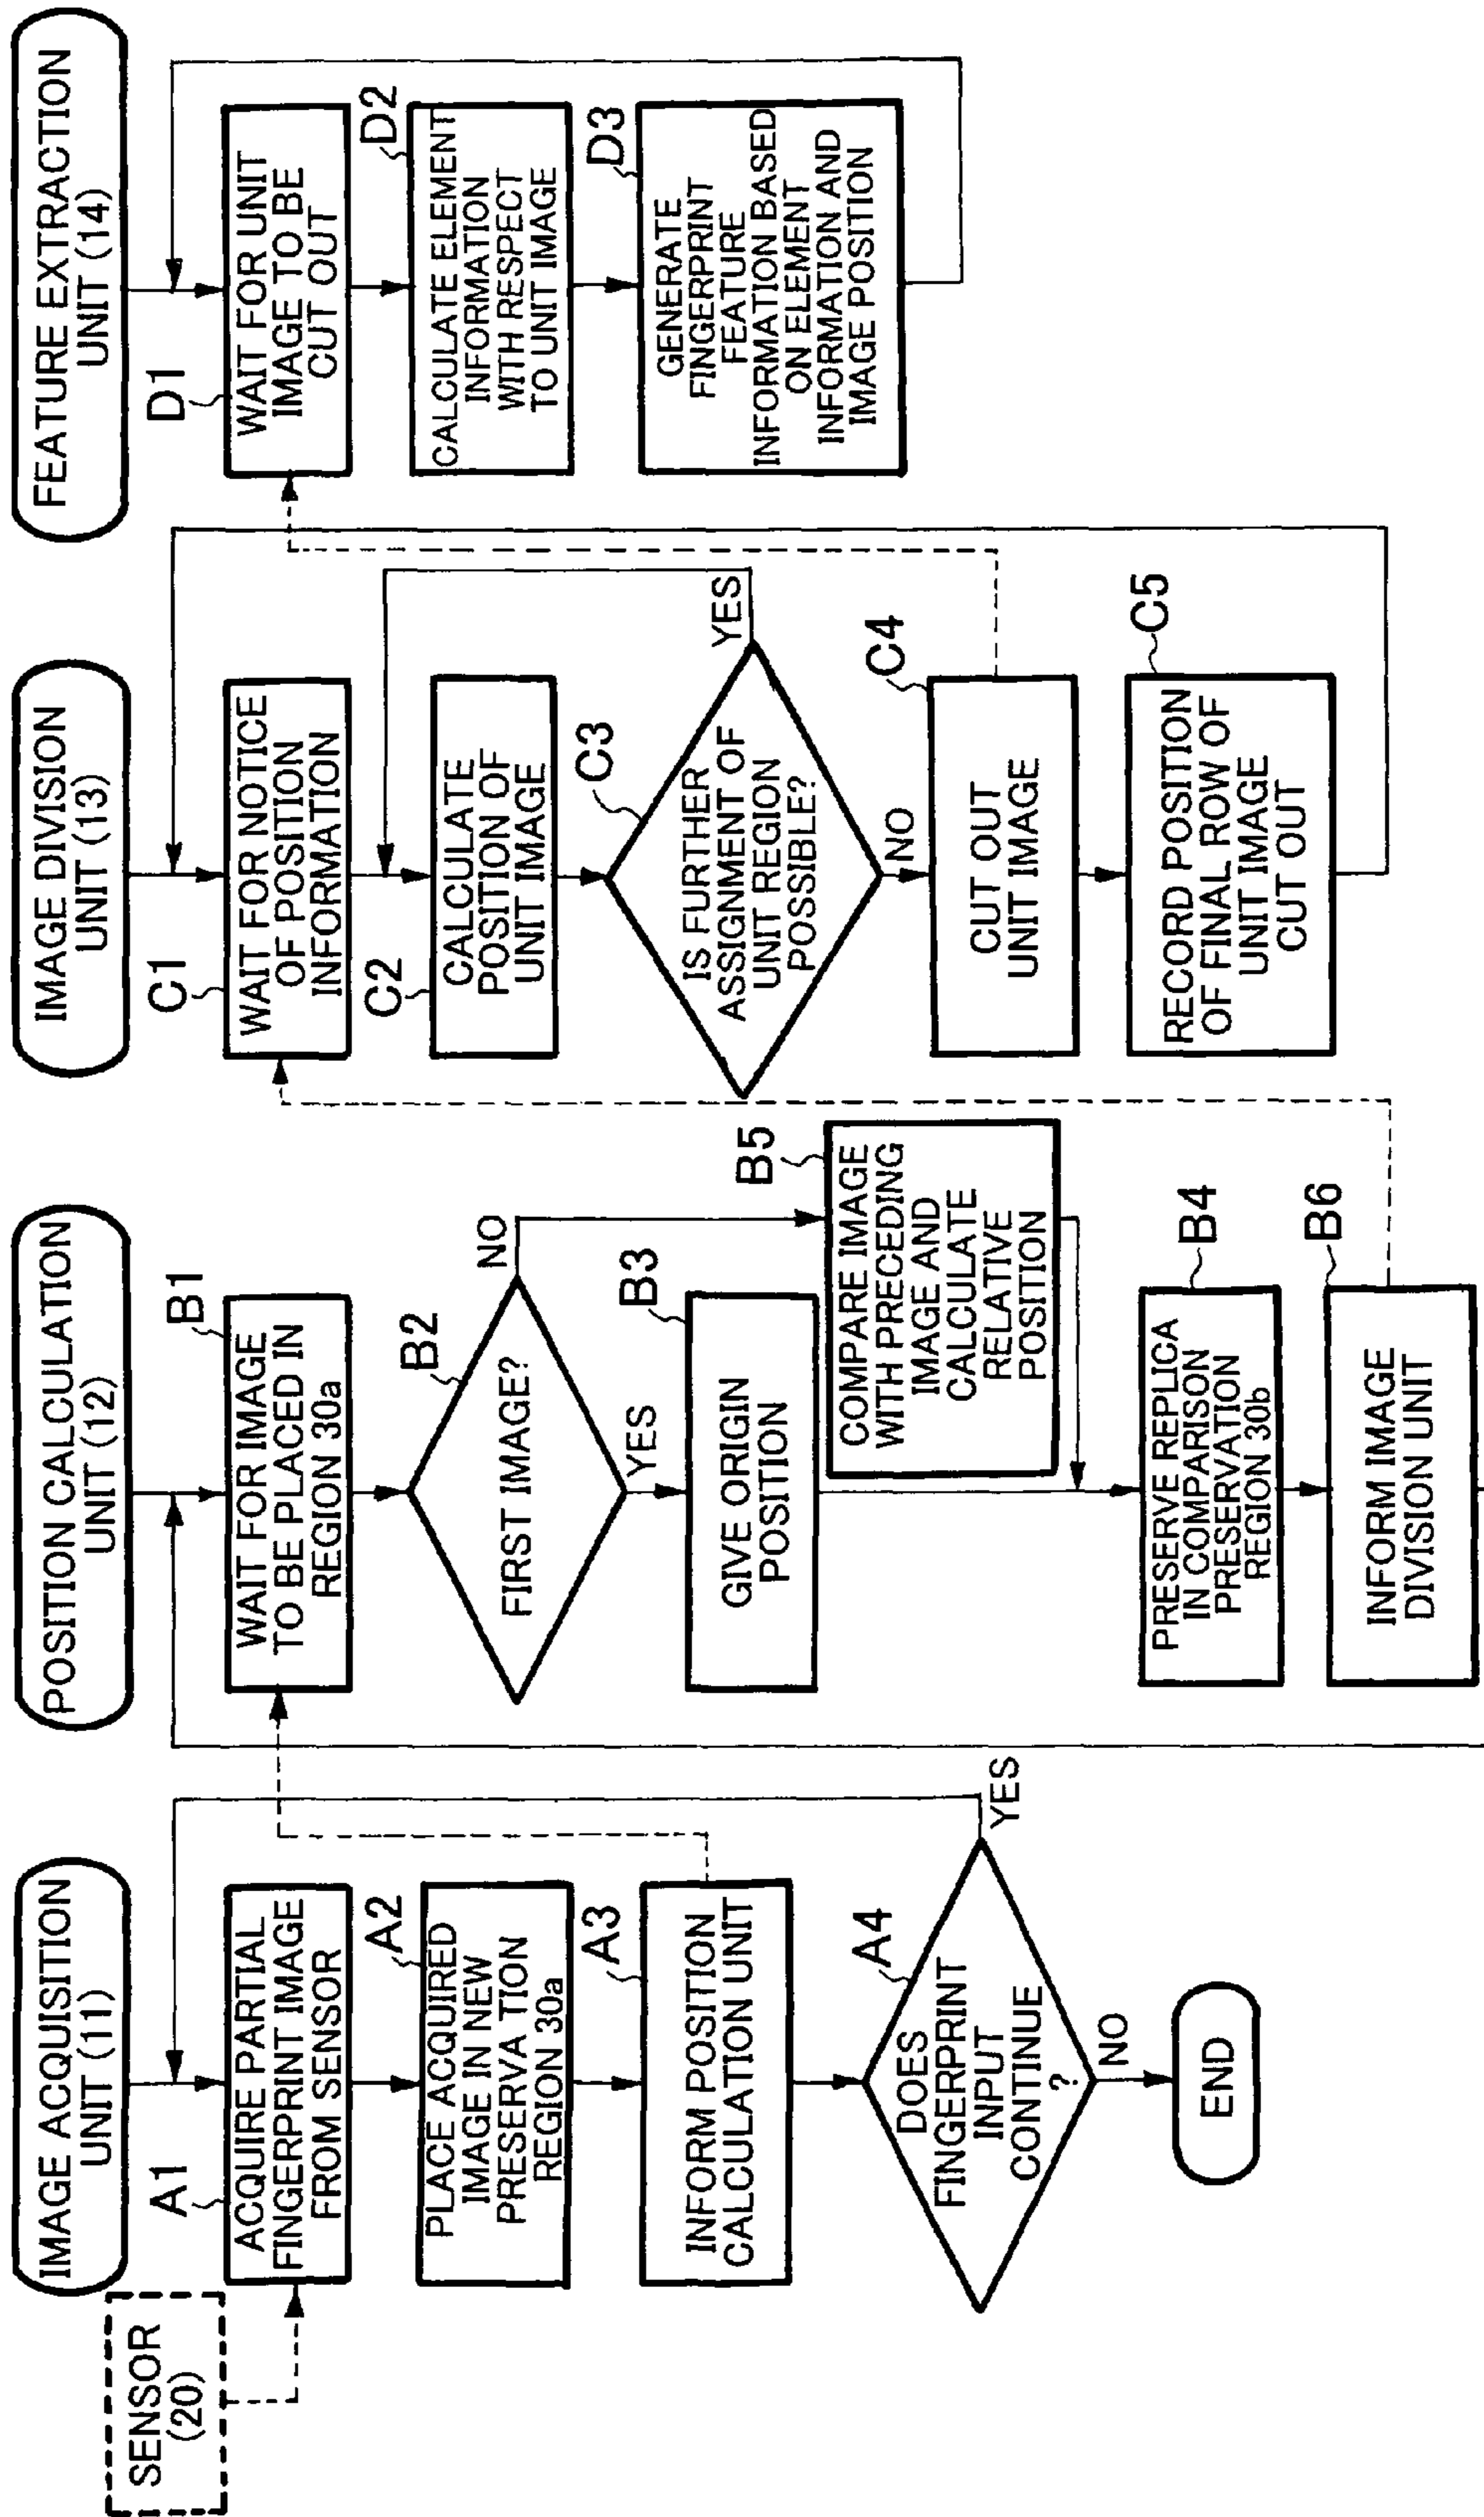 SENSOR
(20)
IMAGE ACQUISITION
UNIT (11)
A1
ACQUIRE PARTIAL
FINGERPRINT IMAGE
FROM SENSOR
A2
PLACE ACQUIRED
IMAGE IN NEW
PRESERVA TION
REGION 30a
A3
INFORM POSITION
CALCULATION UNIT
A4
DOES
FINGERPRINT
INPUT
CONTINUE
?
YES
NO
END
POSITION CALCULATION
UNIT (12)
B1
WAIT FOR IMAGE
TO BE PLACED IN
REGION 30a
B2
FIRST IMAGE?
NO
YES
B3
GIVE ORIGIN
POSITION
B5
COMPARE IMAGE
WITH PRECEDING
IMAGE AND
CALCULATE
RELATIVE
POSITION
B4
PRESERVE REPLICA
IN COMPARISON
PRESERVATION
REGION 30b
B6
INFORM IMAGE
DIVISION UNIT
IMAGE DIVISION
UNIT (13)
C1
WAIT FOR NOTICE
OF POSITION
INFORMATION
C2
CALCULATE
POSITION OF
UNIT IMAGE
C3
IS FURTHER
ASSIGNMENT OF
UNIT REGION
POSSIBLE?
YES
NO
C4
CUT OUT
UNIT IMAGE
C5
RECORD POSITION
OF FINAL ROW OF
UNIT IMAGE
CUT OUT
FEATURE EXTRACTION
UNIT (14)
D1
WAIT FOR UNIT
IMAGE TO BE
CUT OUT
D2
CALCULATE ELEMENT
INFORMATION
WITH RESPECT
TO UNIT IMAGE
D3
GENERATE
FINGERPRINT
FEATURE
INFORMATION BASED
ON ELEMENT
INFORMATION AND
IMAGE POSITION